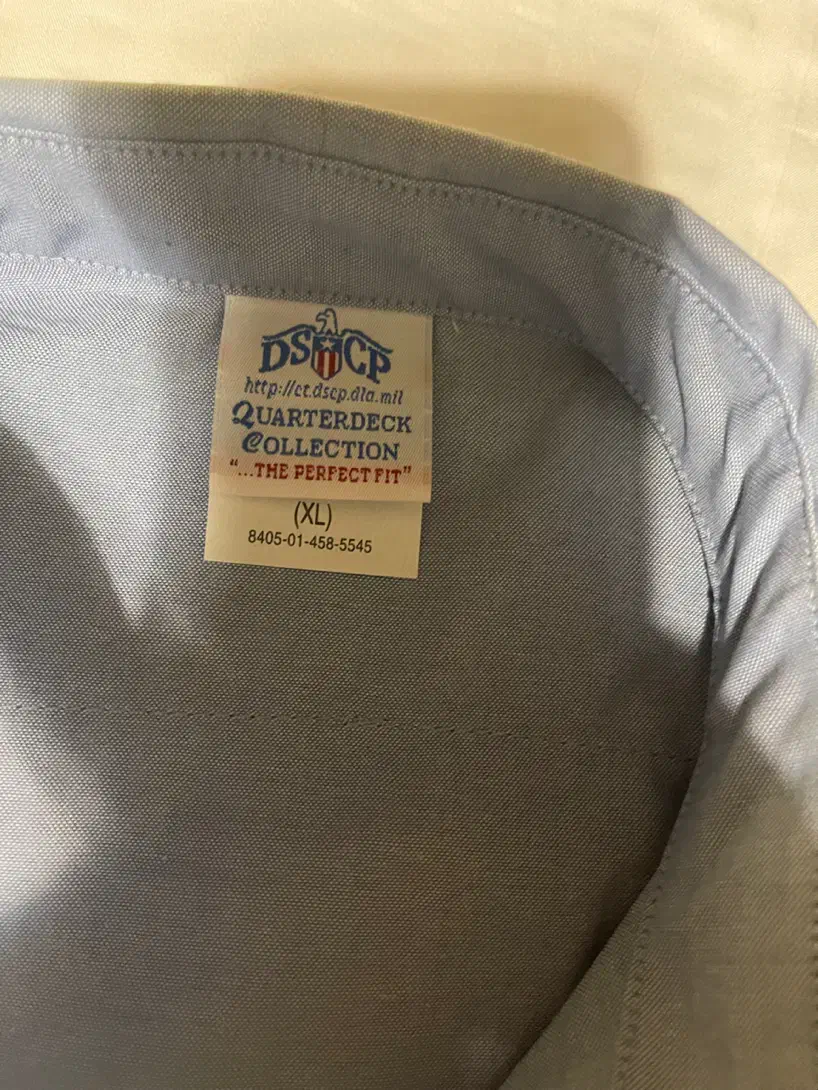 DSCP
http://ct.dscp.dla.mil
QUARTERDECK
COLLECTION
"...THE PERFECT FIT"
(XL)
8405-01-458-5545